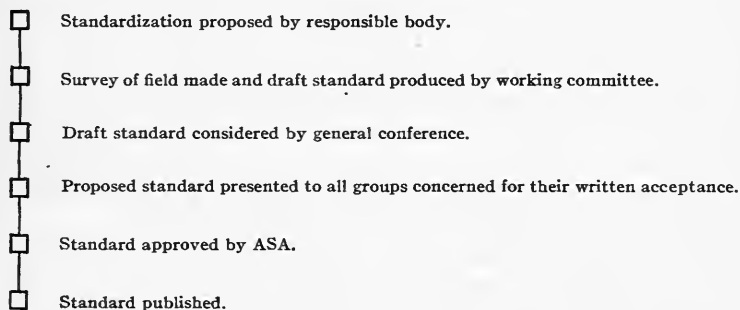 Standardization proposed by responsible body.
Survey of field made and draft standard produced by working committee.
Draft standard considered by general conference.
Proposed standard presented to all groups concerned for their written acceptance.
Standard approved by ASA.
Standard published.